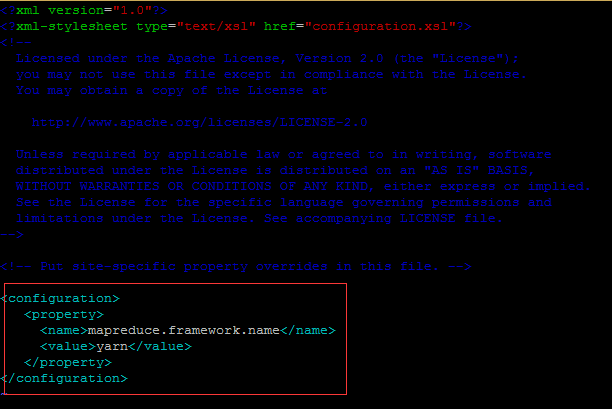 <?xml version="1.0"?>
<?xml-stylesheet type="text/xsl" href="configuration.xsl"?>
<!--
  Licensed under the Apache License, Version 2.0 (the "License");
  you may not use this file except in compliance with the License.
  You may obtain a copy of the License at

    http://www.apache.org/licenses/LICENSE-2.0

  Unless required by applicable law or agreed to in writing, software
  distributed under the License is distributed on an "AS IS" BASIS,
  WITHOUT WARRANTIES OR CONDITIONS OF ANY KIND, either express or implied.
  See the License for the specific language governing permissions and
  limitations under the License. See accompanying LICENSE file.
-->

<!-- Put site-specific property overrides in this file. -->

<configuration>
   <property>
     <name>mapreduce.framework.name</name>
     <value>yarn</value>
   </property>
</configuration>
~